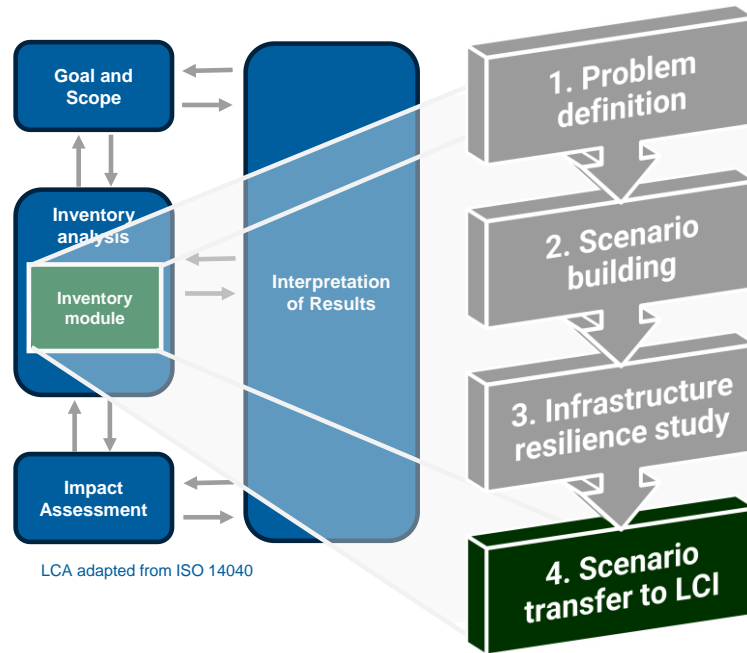 Goal and
Scope
Inventory
analysis
Inventory
module
Impact
Assessment
Interpretation
of Results
LCA adapted from ISO 14040
1. Problem
definition
2. Scenario
building
3. Infrastructure
resilience study
4. Scenario
transfer to LCI